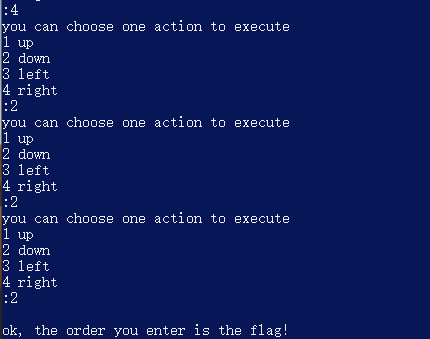 :4
you can choose one action to execute
1 up
2 down
3 left
4 right
:2
you can choose one action to execute
1 up
2 down
3 left
4 right
:2
you can choose one action to execute
1 up
2 down
3 left
4 right
:2
ok, the order you enter is the flag!